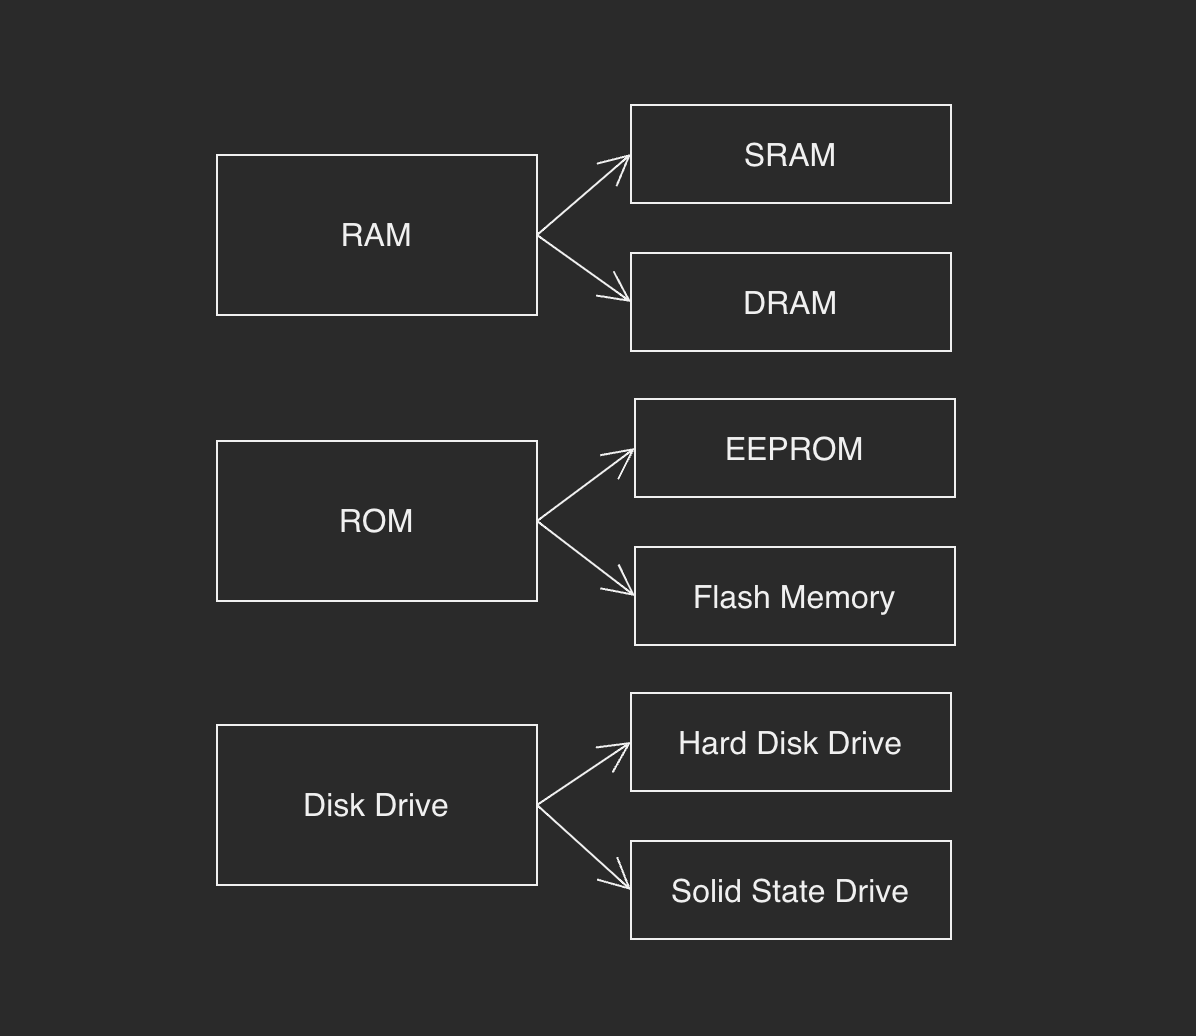 RAM
SRAM
DRAM
ROM
EEPROM
Flash Memory
Disk Drive
Hard Disk Drive
Solid State Drive